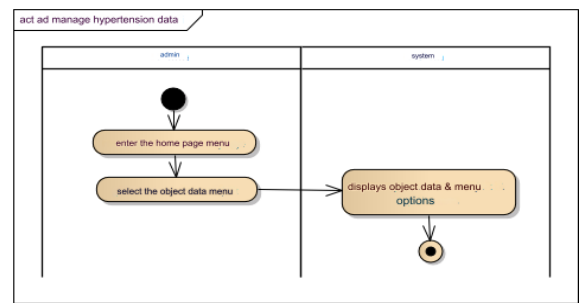 act ad manage hypertension data
admin
system
enter the home page menu
select the object data menu
displays object data & menu
options